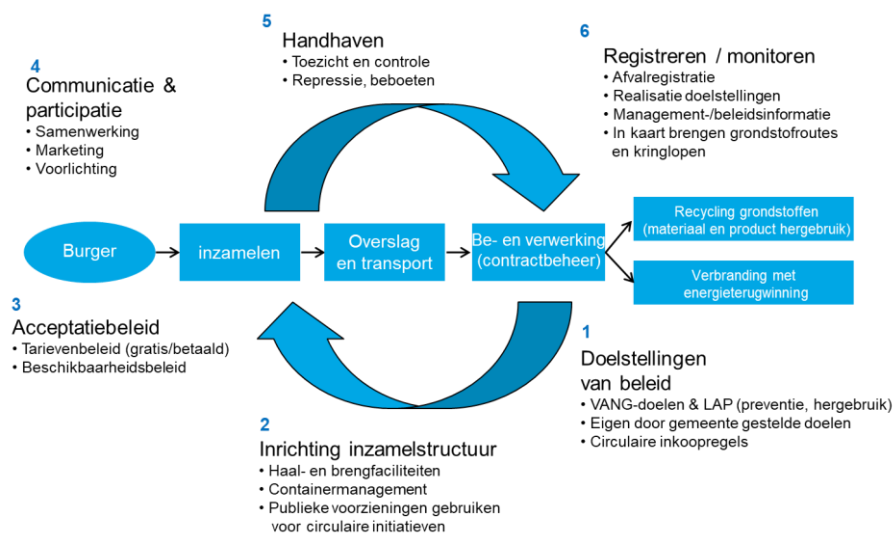 5
Handhaven
• Toezicht en controle
• Repressie, beboeten
6
Registreren / monitoren
• Afvalregistratie
• Realisatie doelstellingen
• Management-/beleidsinformatie
• In kaart brengen grondstofroutes
en kringlopen
4
Communicatie &
participatie
• Samenwerking
• Marketing
• Voorlichting
Burger
inzamelen
Overslag
en transport
Be- en verwerking
(contractbeheer)
Recycling grondstoffen
(materiaal en product hergebruik)
Verbranding met
energieterugwinning
3
Acceptatiebeleid
• Tarievenbeleid (gratis/betaald)
• Beschikbaarheidsbeleid
1
Doelstellingen
van beleid
• VANG-doelen & LAP (preventie, hergebruik)
• Eigen door gemeente gestelde doelen
• Circulaire inkoopregels
2
Inrichting inzamelstructuur
• Haal- en brengfaciliteiten
• Containermanagement
• Publieke voorzieningen gebruiken
voor circulaire initiatieven